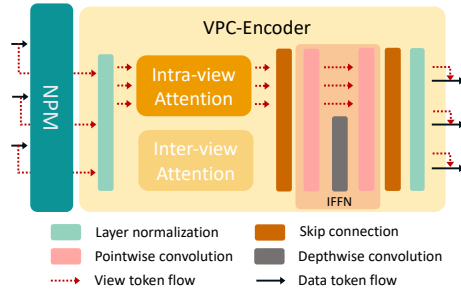 VPC-Encoder
NPM
Intra-view
Attention
Inter-view
Attention
IFFN
Layer normalization
Skip connection
Pointwise convolution
Depthwise convolution
View token flow
Data token flow